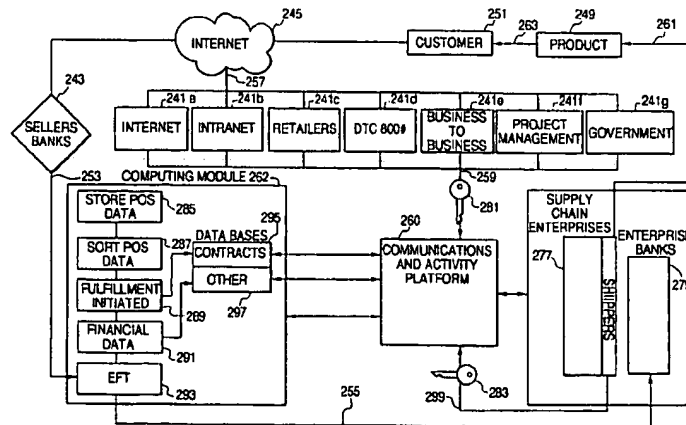 245
INTERNET
251
CUSTOMER
263
249
PRODUCT
261
243
SELLERS
BANKS
257
241a
INTERNET
241b
INTRANET
241c
RETAILERS
241d
DTC 800#
241e
BUSINESS
TO
BUSINESS
241f
PROJECT
MANAGEMENT
241g
GOVERNMENT
253
COMPUTING MODULE 262
STORE POS
DATA
285
SORT POS
DATA
287
FULFILLMENT
INITIATED
289
FINANCIAL
DATA
291
EFT
293
DATA BASES
295
CONTRACTS
OTHER
297
259
281
260
COMMUNICATIONS
AND ACTIVITY
PLATFORM
283
299
255
SUPPLY
CHAIN
ENTERPRISES
277
SHIIPPERS
ENTERPRISE
BANKS
279